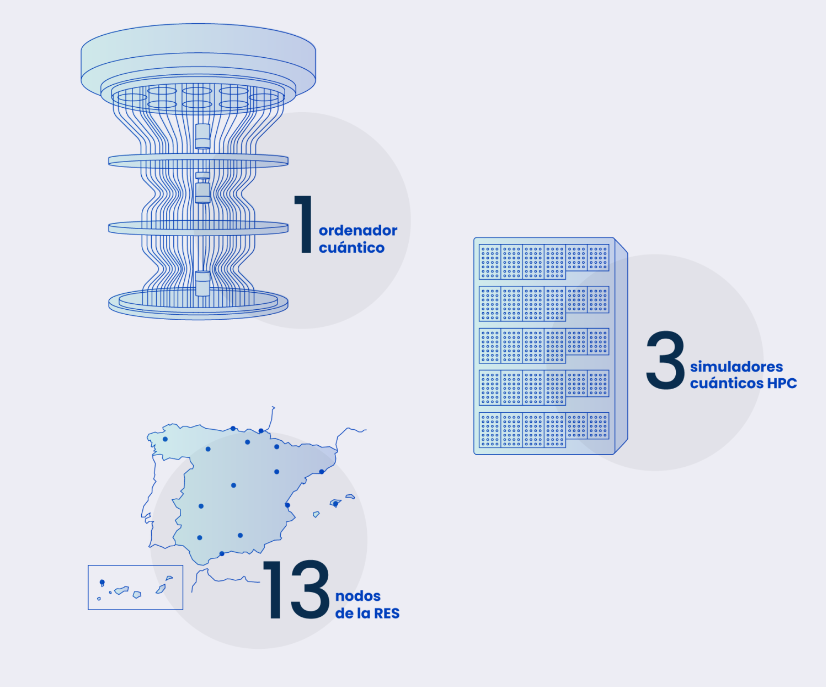 1 ordenador
cuántico
3 simuladores
cuánticos HPC
13 nodos
de la RES